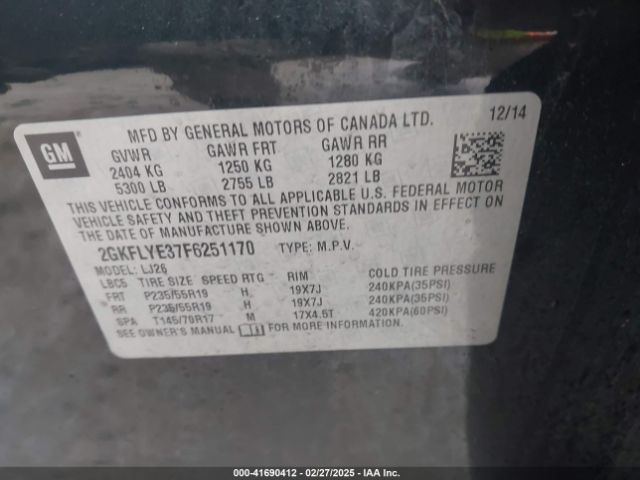 GM
MFD BY GENERAL MOTORS OF CANADA LTD. 12/14
GVWR GAWR FRT GAWR RR
2404 KG 1250 KG 1280 KG
5300 LB 2755 LB 2821 LB
THIS VEHICLE CONFORMS TO ALL APPLICABLE U.S. FEDERAL MOTOR
VEHICLE SAFETY AND THEFT PREVENTION STANDARDS IN EFFECT ON
THE DATE OF MANUFACTURE SHOWN ABOVE.
2GKFLYE37F6251170 TYPE: M.P.V.
MODEL: LJ26
LBC5 TIRE SIZE SPEED RTG RIM COLD TIRE PRESSURE
FRT P235/55R19 H 19X7J 240KPA(35PSI)
RR P235/55R19 H 19X7J 240KPA(35PSI)
SPA T145/70R17 M 17X4.5T 420KPA(60PSI)
SEE OWNER'S MANUAL FOR MORE INFORMATION.
000-41690412 - 02/27/2025 - IAA Inc.